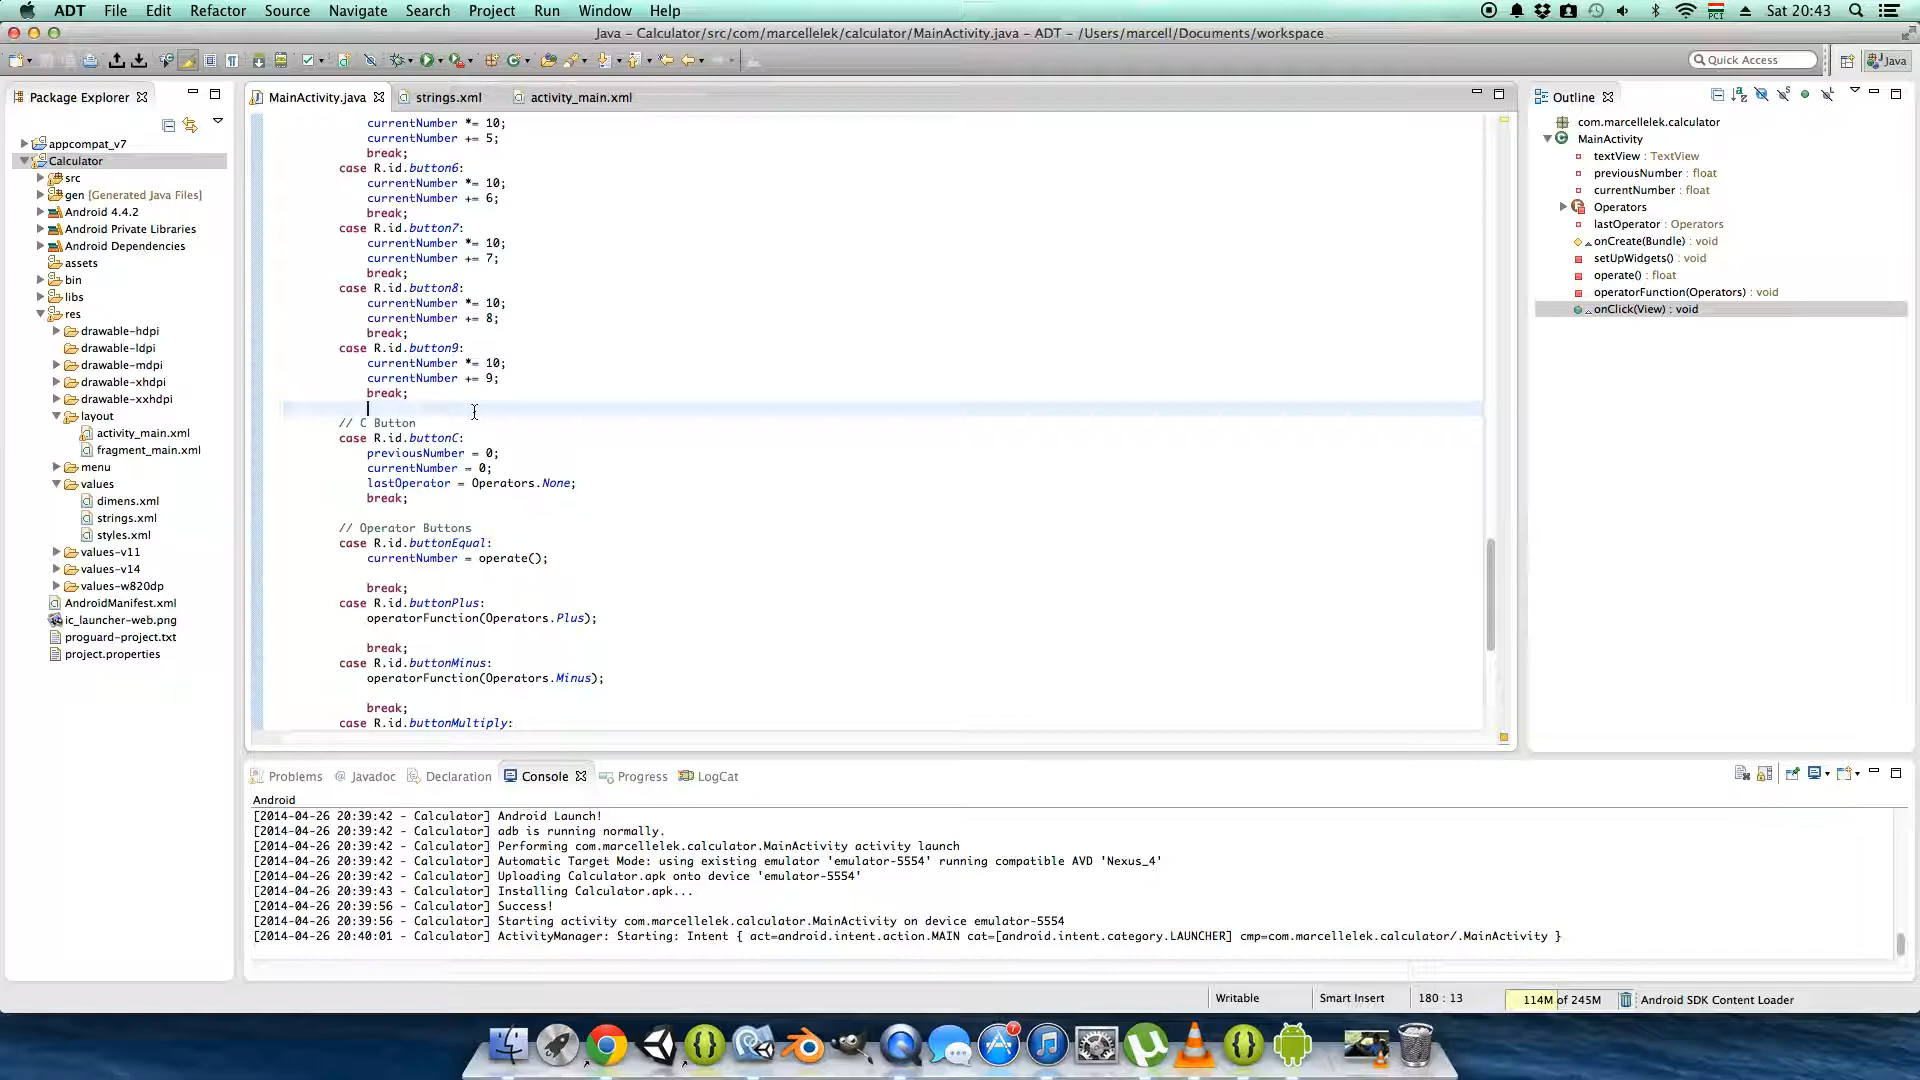 ADT File Edit Refactor Source Navigate Search Project Run Window Help
PCI Sat 20:43
Java - Calculator/src/com/marcellelek/calculator/MainActivity.java - ADT - /Users/marcell/Documents/workspace
Quick Access
Java
Package Explorer
MainActivity.java
strings.xml
activity_main.xml
Outline
appcompat_v7
Calculator
src
gen [Generated Java Files]
Android 4.4.2
Android Private Libraries
Android Dependencies
assets
bin
libs
res
drawable-hdpi
drawable-ldpi
drawable-mdpi
drawable-xhdpi
drawable-xxhdpi
layout
activity_main.xml
fragment_main.xml
menu
values
dimens.xml
strings.xml
styles.xml
values-v11
values-v14
values-w820dp
AndroidManifest.xml
ic_launcher-web.png
proguard-project.txt
project.properties
currentNumber *= 10;
currentNumber += 5;
break;
case R.id.button6:
currentNumber *= 10;
currentNumber += 6;
break;
case R.id.button7:
currentNumber *= 10;
currentNumber += 7;
break;
case R.id.button8:
currentNumber *= 10;
currentNumber += 8;
break;
case R.id.button9:
currentNumber *= 10;
currentNumber += 9;
break;
// C Button
case R.id.buttonC:
previousNumber = 0;
currentNumber = 0;
lastOperator = Operators.None;
break;
// Operator Buttons
case R.id.buttonEqual:
currentNumber = operate();
break;
case R.id.buttonPlus:
operatorFunction(Operators.Plus);
break;
case R.id.buttonMinus:
operatorFunction(Operators.Minus);
break;
case R.id.buttonMultiply:
com.marcellelek.calculator
MainActivity
textView : TextView
previousNumber : float
currentNumber : float
Operators
lastOperator : Operators
onCreate(Bundle) : void
setUpWidgets() : void
operate() : float
operatorFunction(Operators) : void
onClick(View) : void
Problems @ Javadoc Declaration Console Progress LogCat
Android
[2014-04-26 20:39:42 - Calculator] Android Launch!
[2014-04-26 20:39:42 - Calculator] adb is running normally.
[2014-04-26 20:39:42 - Calculator] Performing com.marcellelek.calculator.MainActivity activity launch
[2014-04-26 20:39:42 - Calculator] Automatic Target Mode: using existing emulator 'emulator-5554' running compatible AVD 'Nexus_4'
[2014-04-26 20:39:42 - Calculator] Uploading Calculator.apk onto device 'emulator-5554'
[2014-04-26 20:39:43 - Calculator] Installing Calculator.apk...
[2014-04-26 20:39:56 - Calculator] Success!
[2014-04-26 20:39:56 - Calculator] Starting activity com.marcellelek.calculator.MainActivity on device emulator-5554
[2014-04-26 20:40:01 - Calculator] ActivityManager: Starting: Intent { act=android.intent.action.MAIN cat=[android.intent.category.LAUNCHER] cmp=com.marcellelek.calculator/.MainActivity }
Writable
Smart Insert
180 : 13
114M of 245M
Android SDK Content Loader
7